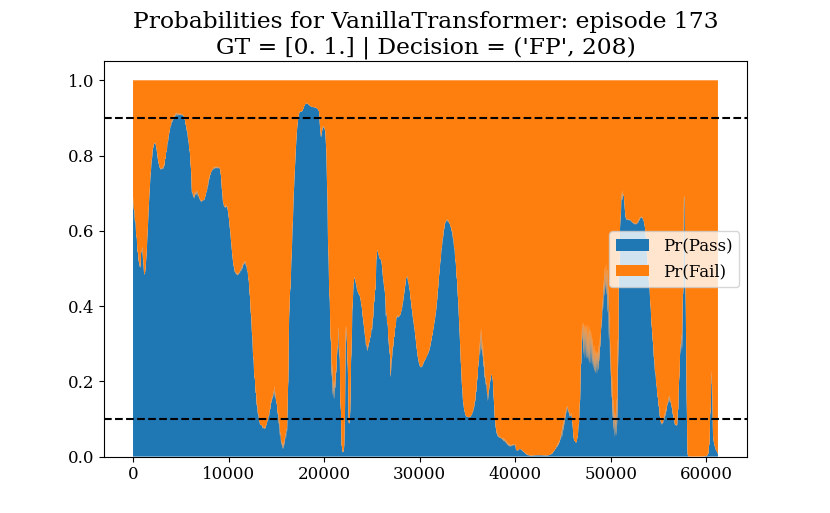 Probabilities for VanillaTransformer: episode 173
GT = [0. 1.] | Decision = ('FP', 208)
1.0
0.8
0.6
0.4
0.2
0.0
Pr(Pass)
Pr(Fail)
0 10000 20000 30000 40000 50000 60000